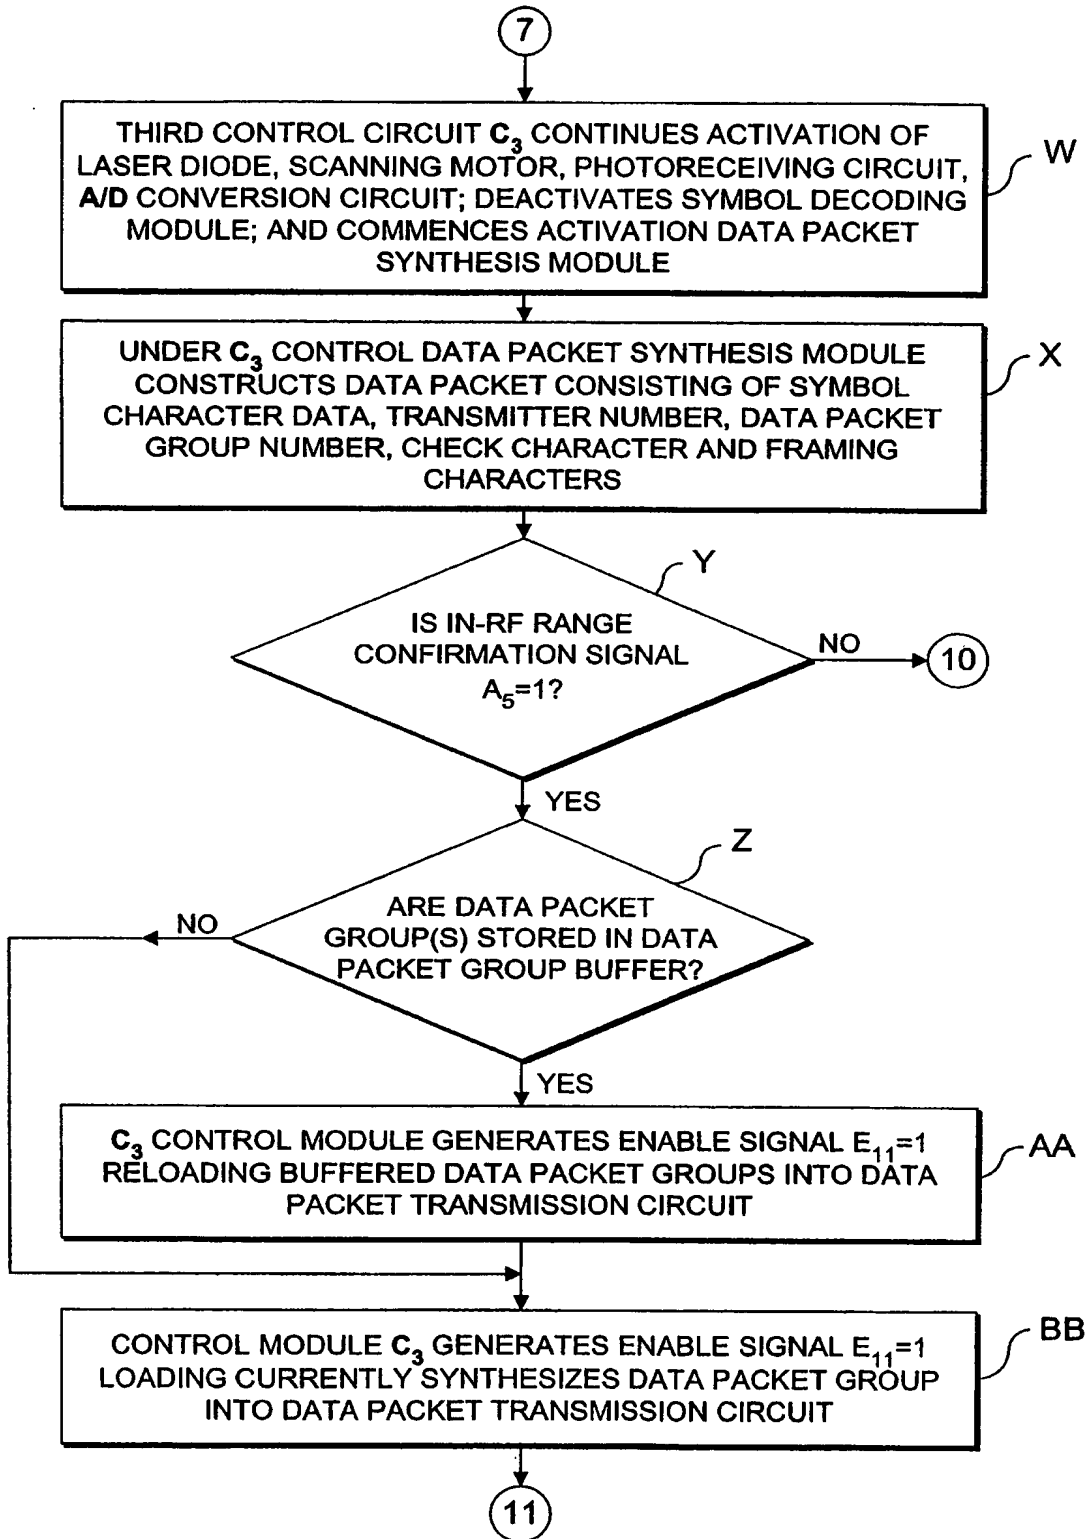 7
THIRD CONTROL CIRCUIT C₃ CONTINUES ACTIVATION OF
LASER DIODE, SCANNING MOTOR, PHOTORECEIVING CIRCUIT,
A/D CONVERSION CIRCUIT; DEACTIVATES SYMBOL DECODING
MODULE; AND COMMENCES ACTIVATION DATA PACKET
SYNTHESIS MODULE
W
UNDER C₃ CONTROL DATA PACKET SYNTHESIS MODULE
CONSTRUCTS DATA PACKET CONSISTING OF SYMBOL
CHARACTER DATA, TRANSMITTER NUMBER, DATA PACKET
GROUP NUMBER, CHECK CHARACTER AND FRAMING
CHARACTERS
X
IS IN-RF RANGE
CONFIRMATION SIGNAL
A₅=1?
Y
NO
10
YES
ARE DATA PACKET
GROUP(S) STORED IN DATA
PACKET GROUP BUFFER?
Z
NO
YES
C₃ CONTROL MODULE GENERATES ENABLE SIGNAL E₁₁=1
RELOADING BUFFERED DATA PACKET GROUPS INTO DATA
PACKET TRANSMISSION CIRCUIT
AA
CONTROL MODULE C₃ GENERATES ENABLE SIGNAL E₁₁=1
LOADING CURRENTLY SYNTHESIZES DATA PACKET GROUP
INTO DATA PACKET TRANSMISSION CIRCUIT
BB
11